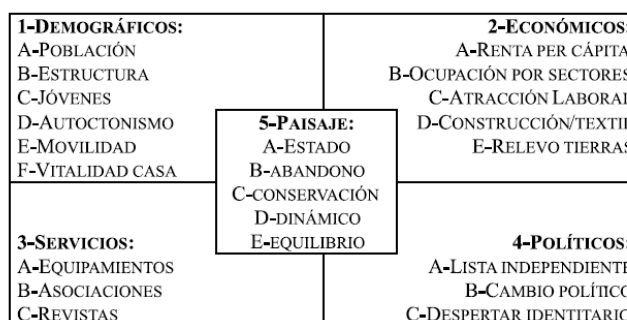 1-DEMOGRÁFICOS:
A-POBLACIÓN
B-ESTRUCTURA
C-JÓVENES
D-AUTOCTONISMO
E-MOVILIDAD
F-VITALIDAD CASA
2-ECONÓMICOS:
A-RENTA PER CÁPITA
B-OCUPACIÓN POR SECTORES
C-ATRACCIÓN LABORAL
D-CONSTRUCCIÓN/TEXTIL
E-RELEVO TIERRAS
5-PAISAJE:
A-ESTADO
B-ABANDONO
C-CONSERVACIÓN
D-DINÁMICO
E-EQUILIBRIO
3-SERVICIOS:
A-EQUIPAMIENTOS
B-ASOCIACIONES
C-REVISTAS
4-POLÍTICOS:
A-LISTA INDEPENDIENTE
B-CAMBIO POLÍTICO
C-DESPERTAR IDENTITARIO